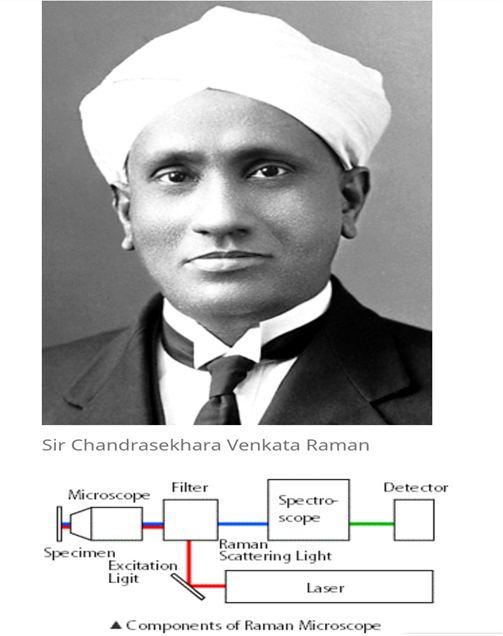 Sir Chandrasekhara Venkata Raman
Microscope
Filter
Spectro-
scope
Detector
Specimen
Raman
Scattering Light
Excitation
Ligit
Laser
▲ Components of Raman Microscope